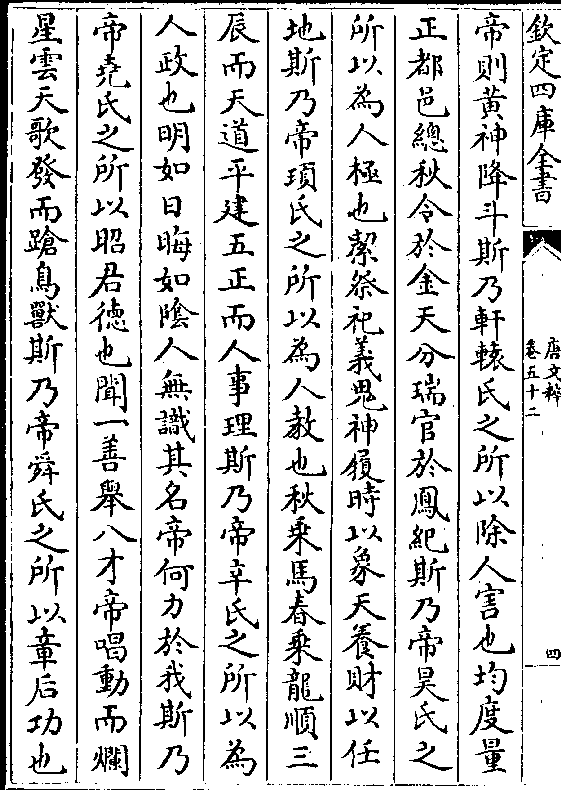 欽定四庫全書
唐文粹
卷五十二
四
帝則黄神降斗斯乃軒轅氏之所以除人害也均度量
正都邑總秋令於金天分瑞官於鳳紀斯乃帝昊氏之
所以為人極也潔祭祀義鬼神履時以象天養財以任
地斯乃帝頊氏之所以為人教也秋乗馬春乗龍順三
辰而天道平建五正而人事理斯乃帝辛氏之所以為
人政也明如日晦如陰人無識其名帝何力於我斯乃
帝堯氏之所以昭君徳也聞一善舉八才帝唱動而爛
星雲天歌發而蹌鳥獸斯乃帝舜氏之所以章后功也